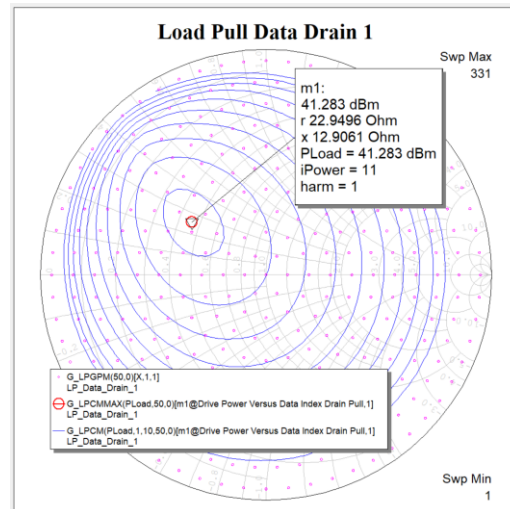 Load Pull Data Drain 1
Swp Max
331
m1:
41.283 dBm
r 22.9496 Ohm
x 12.9061 Ohm
PLoad = 41.283 dBm
iPower = 11
harm = 1
G_LPGPM(50,0)[X,1,1]
LP_Data_Drain_1
G_LPCMMAX(PLoad,50,0)[m1@Drive Power Versus Data Index Drain Pull,1]
LP_Data_Drain_1
G_LPCM(PLoad,1,10,50,0)[m1@Drive Power Versus Data Index Drain Pull,1]
LP_Data_Drain_1
Swp Min
1